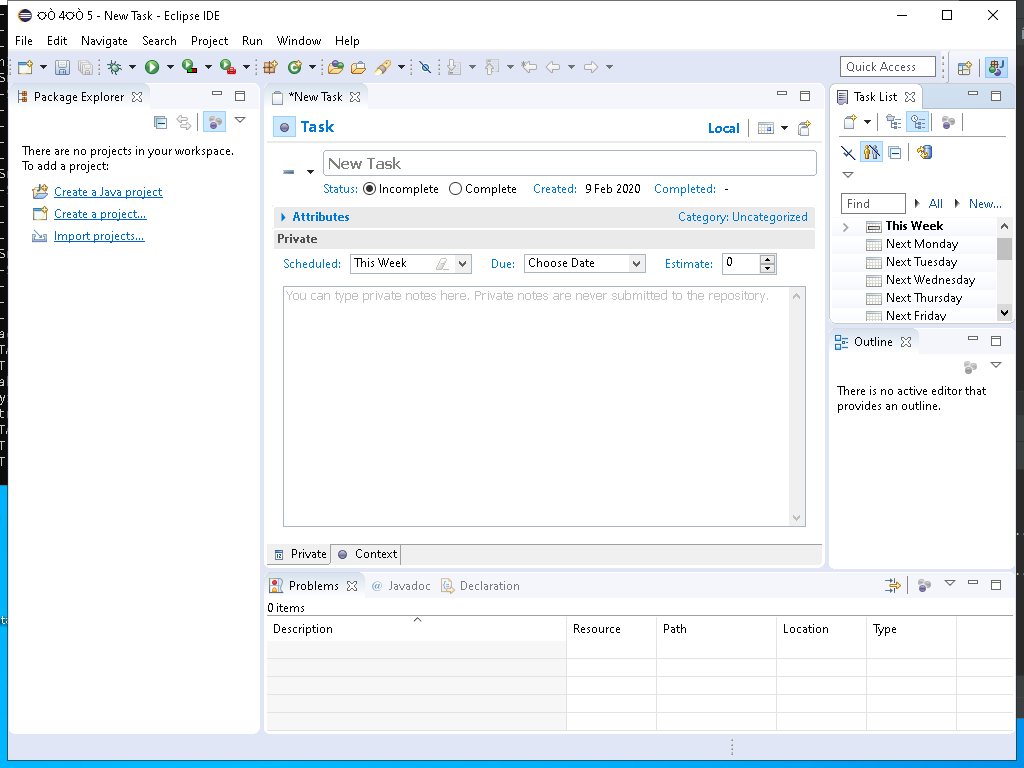 4 5 - New Task - Eclipse IDE
File Edit Navigate Search Project Run Window Help
Quick Access
Package Explorer
There are no projects in your workspace.
To add a project:
Create a Java project
Create a project...
Import projects...
*New Task
Task
Local
New Task
Status: Incomplete Complete Created: 9 Feb 2020 Completed: -
Attributes
Category: Uncategorized
Private
Scheduled: This Week Due: Choose Date Estimate: 0
You can type private notes here. Private notes are never submitted to the repository.
Private Context
Task List
Find All New...
This Week
Next Monday
Next Tuesday
Next Wednesday
Next Thursday
Next Friday
Outline
There is no active editor that
provides an outline.
Problems @ Javadoc Declaration
0 items
Description Resource Path Location Type